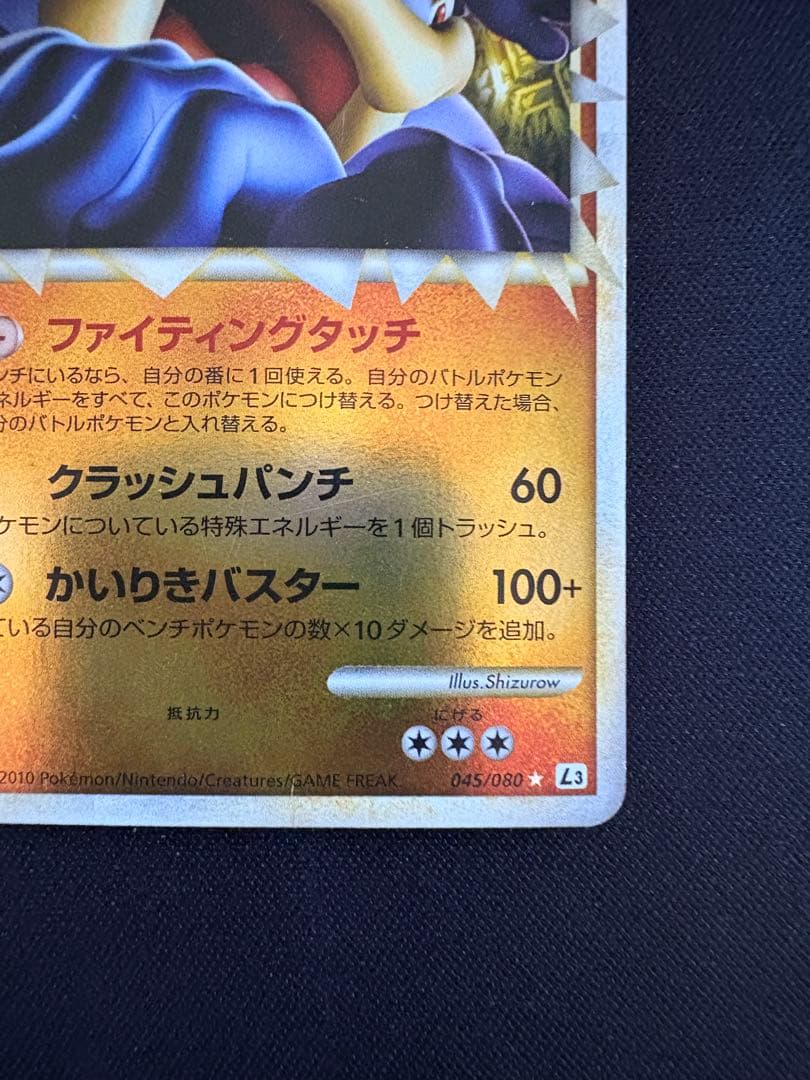 ファイティングタッチ
ンチにいるなら、自分の番に1回使える。自分のバトルポケモン
ネルギーをすべて、このポケモンにつけ替える。つけ替えた場合、
分のバトルポケモンと入れ替える。
クラッシュパンチ 60
ケモンについている特殊エネルギーを1個トラッシュ。
かいりきバスター 100+
ている自分のベンチポケモンの数×10ダメージを追加。
Illus.Shizurow
抵抗力 にげる
2010 Pokémon/Nintendo/Creatures/GAME FREAK. 045/080 ★ L3